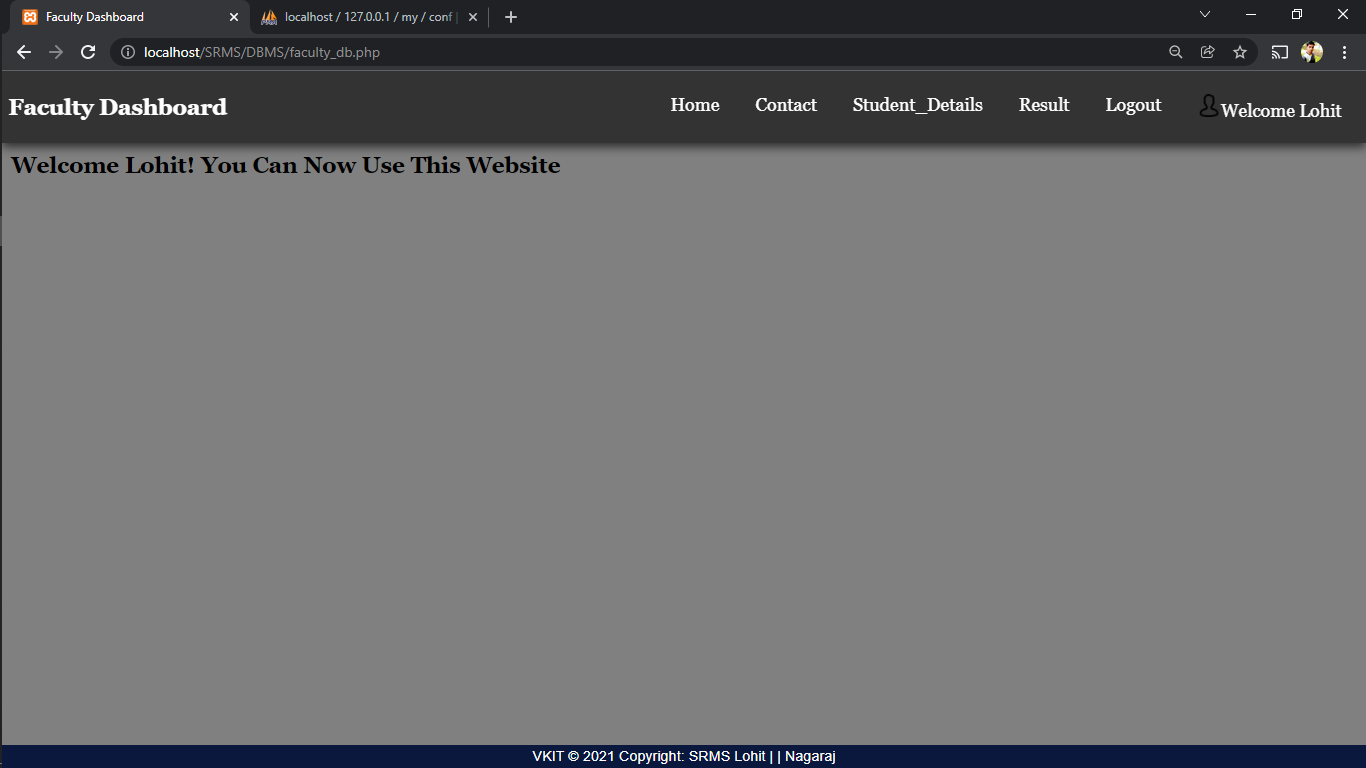 Faculty Dashboard
localhost / 127.0.0.1 / my / conf
localhost/SRMS/DBMS/faculty_db.php
Faculty Dashboard
Home Contact Student_Details Result Logout Welcome Lohit
Welcome Lohit! You Can Now Use This Website
VKIT © 2021 Copyright: SRMS Lohit | | Nagaraj